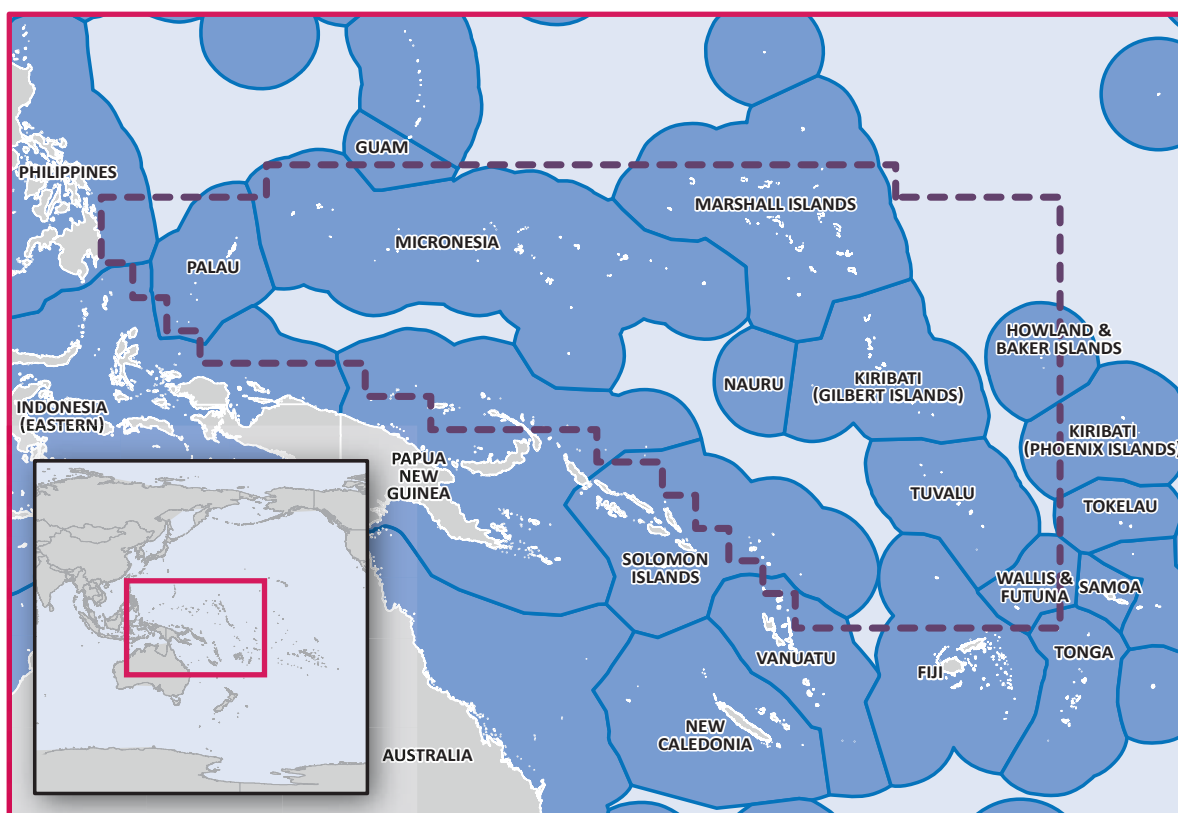 GUAM
PHILIPPINES
MARSHALL ISLANDS
MICRONESIA
PALAU
HOWLAND &
BAKER ISLANDS
NAURU
KIRIBATI
(GILBERT ISLANDS)
INDONESIA
(EASTERN)
KIRIBATI
(PHOENIX ISLANDS)
PAPUA
NEW
GUINEA
TUVALU
TOKELAU
SOLOMON
ISLANDS
WALLIS &
FUTUNA
SAMOA
VANUATU
FIJI
TONGA
NEW
CALEDONIA
AUSTRALIA